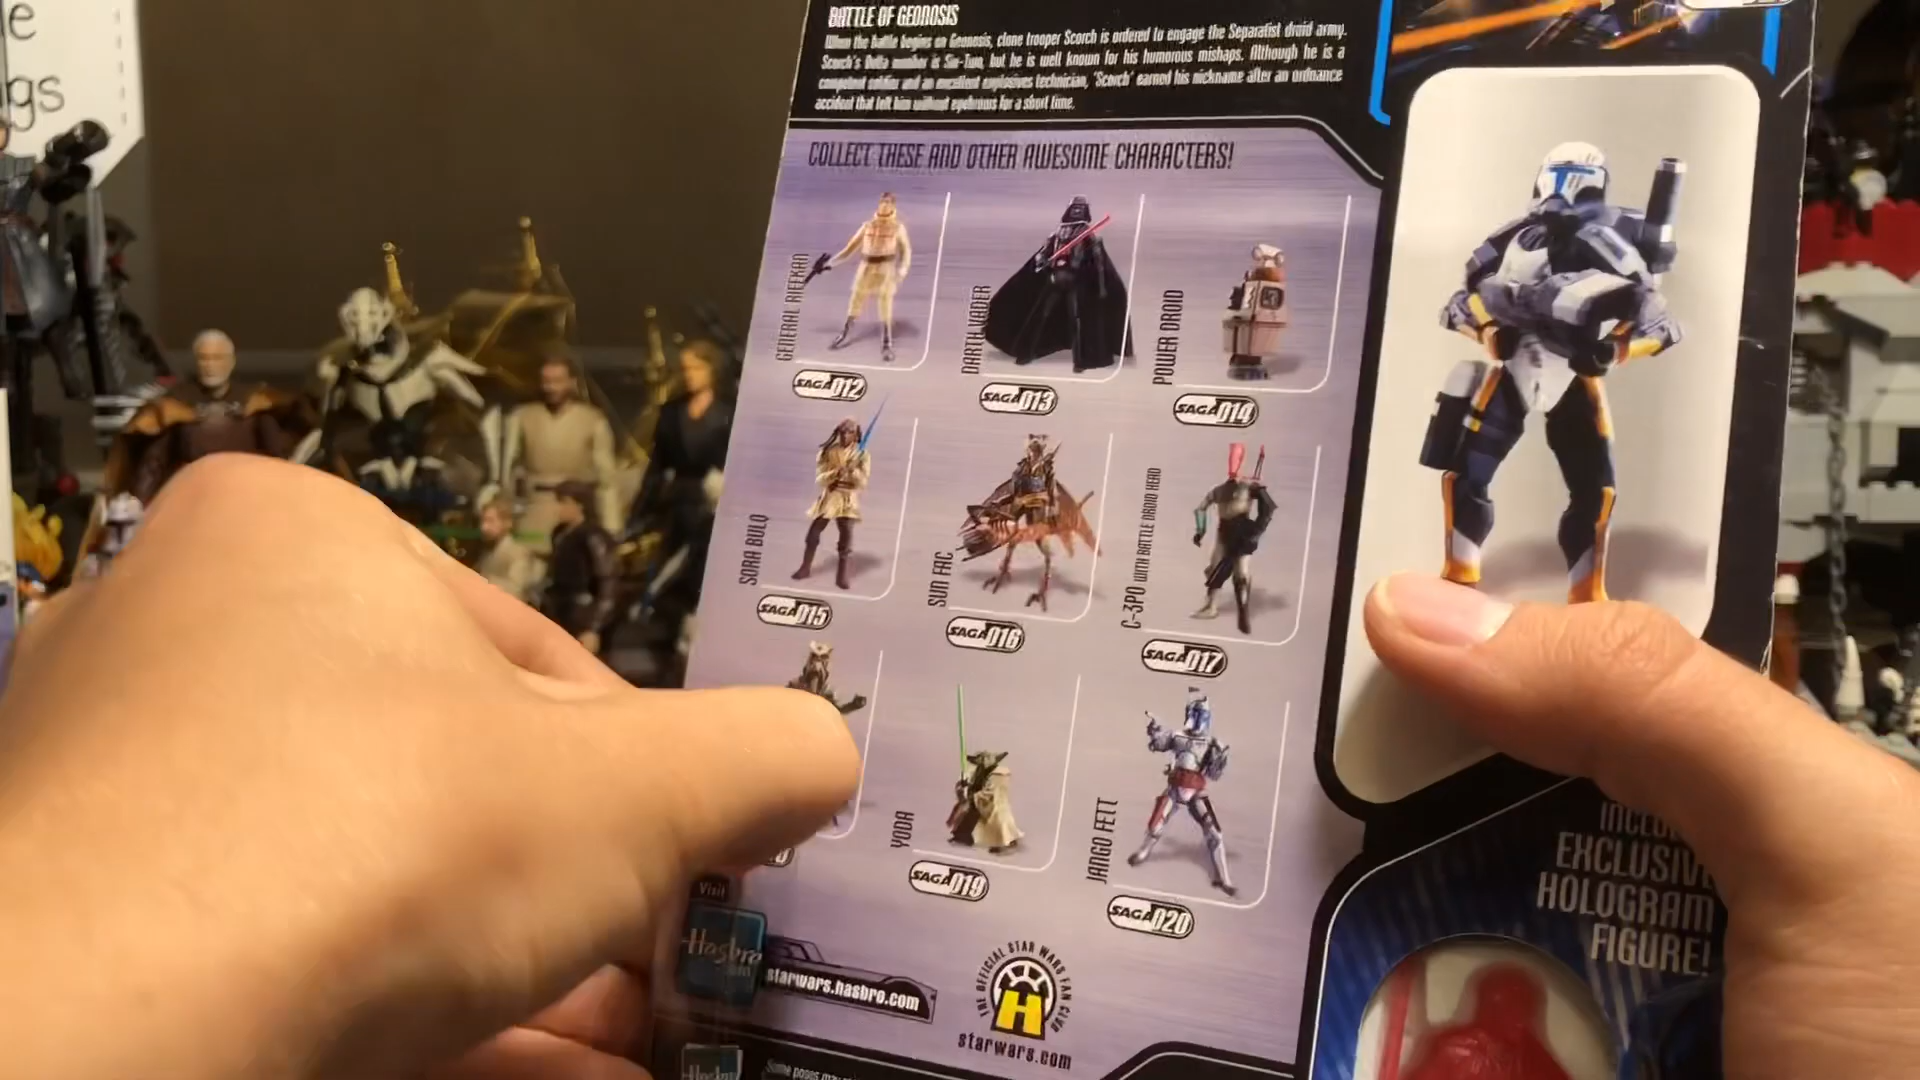 e
gs
BATTLE OF GEONOSIS
When the battle begins on Geonosis, clone trooper Scorch is ordered to engage the Separatist droid army.
Scorch's Delta number is Six-Two, but he is well known for his humorous mishaps. Although he is a
competent soldier and an excellent explosives technician, 'Scorch' earned his nickname after an ordnance
accident that left him without eyebrows for a short time.
COLLECT THESE AND OTHER AWESOME CHARACTERS!
GENERAL RIEEKAN
SAGA 012
DARTH VADER
SAGA 013
POWER DROID
SAGA 014
SORA BULQ
SAGA 015
SUN FAC
SAGA 016
C-3PO WITH BATTLE DROID HEAD
SAGA 017
YODA
SAGA 019
JANGO FETT
SAGA 020
EXCLUSIVE
HOLOGRAM
FIGURE!
Visit
Hasbro
.com
starwars.hasbro.com
THE OFFICIAL STAR WARS FAN CLUB
H
starwars.com
Hasbro
Some poses may